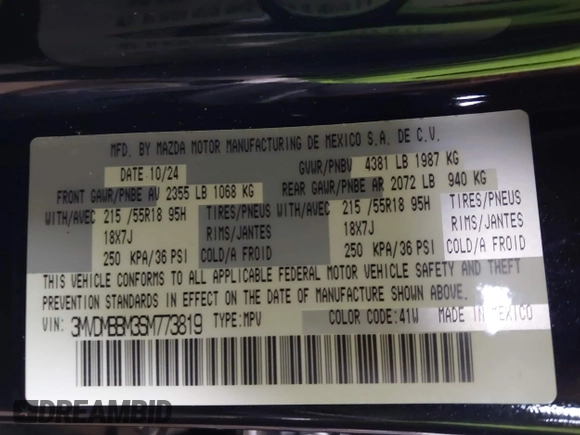 MFD. BY MAZDA MOTOR MANUFACTURING DE MEXICO S.A. DE C.V.
DATE 10/24 GVWR/PNBV 4381 LB 1987 KG
FRONT GAWR/PNBE AV 2355 LB 1068 KG REAR GAWR/PNBE AR 2072 LB 940 KG
WITH/AVEC 215 /55R18 95H TIRES/PNEUS WITH/AVEC 215 /55R18 95H TIRES/PNEUS
18X7J RIMS/JANTES 18X7J RIMS/JANTES
250 KPA/36 PSI COLD/A FROID 250 KPA/36 PSI COLD/A FROID
THIS VEHICLE CONFORMS TO ALL APPLICABLE FEDERAL MOTOR VEHICLE SAFETY AND THEFT
PREVENTION STANDARDS IN EFFECT ON THE DATE OF MANUFACTURE SHOWN ABOVE.
VIN: 3MVDMBBM3SM773819 TYPE:MPV COLOR CODE:41W MADE IN MEXICO
DREAMBID